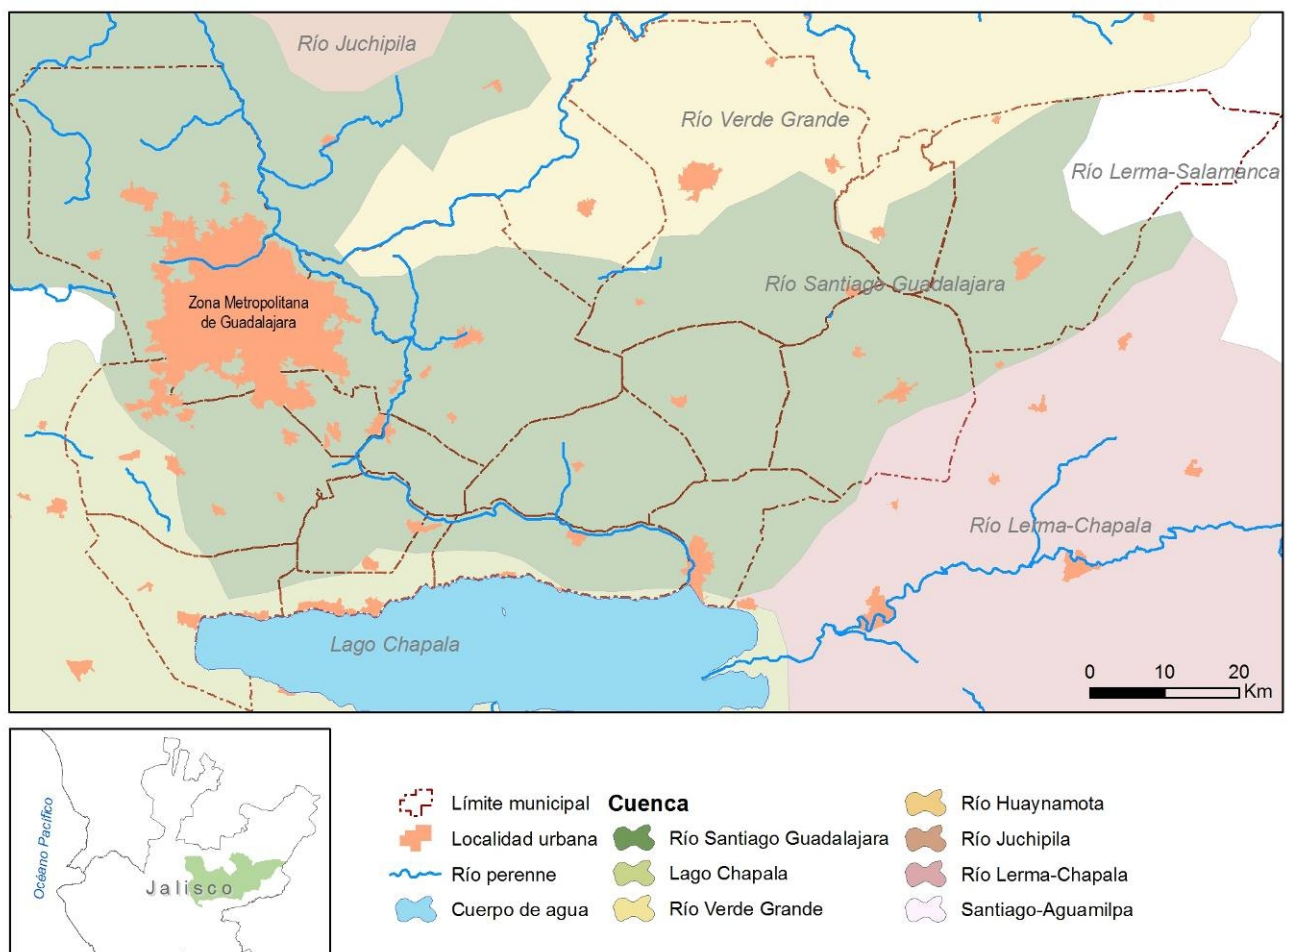 Río Juchipila
Río Verde Grande
Río Lerma-Salamanca
Río Santiago Guadalajara
Zona Metropolitana
de Guadalajara
Río Lerma-Chapala
Lago Chapala
0 10 20
Km
Océano Pacífico
Jalisco
Límite municipal
Localidad urbana
Río perenne
Cuerpo de agua
Cuenca
Río Santiago Guadalajara
Lago Chapala
Río Verde Grande
Río Huaynamota
Río Juchipila
Río Lerma-Chapala
Santiago-Aguamilpa